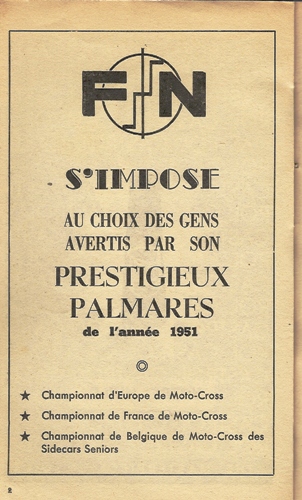 FN
S'IMPOSE
AU CHOIX DES GENS
AVERTIS PAR SON
PRESTIGIEUX
PALMARES
de l'année 1951
★ Championnat d'Europe de Moto-Cross
★ Championnat de France de Moto-Cross
★ Championnat de Belgique de Moto-Cross des
Sidecars Seniors
2